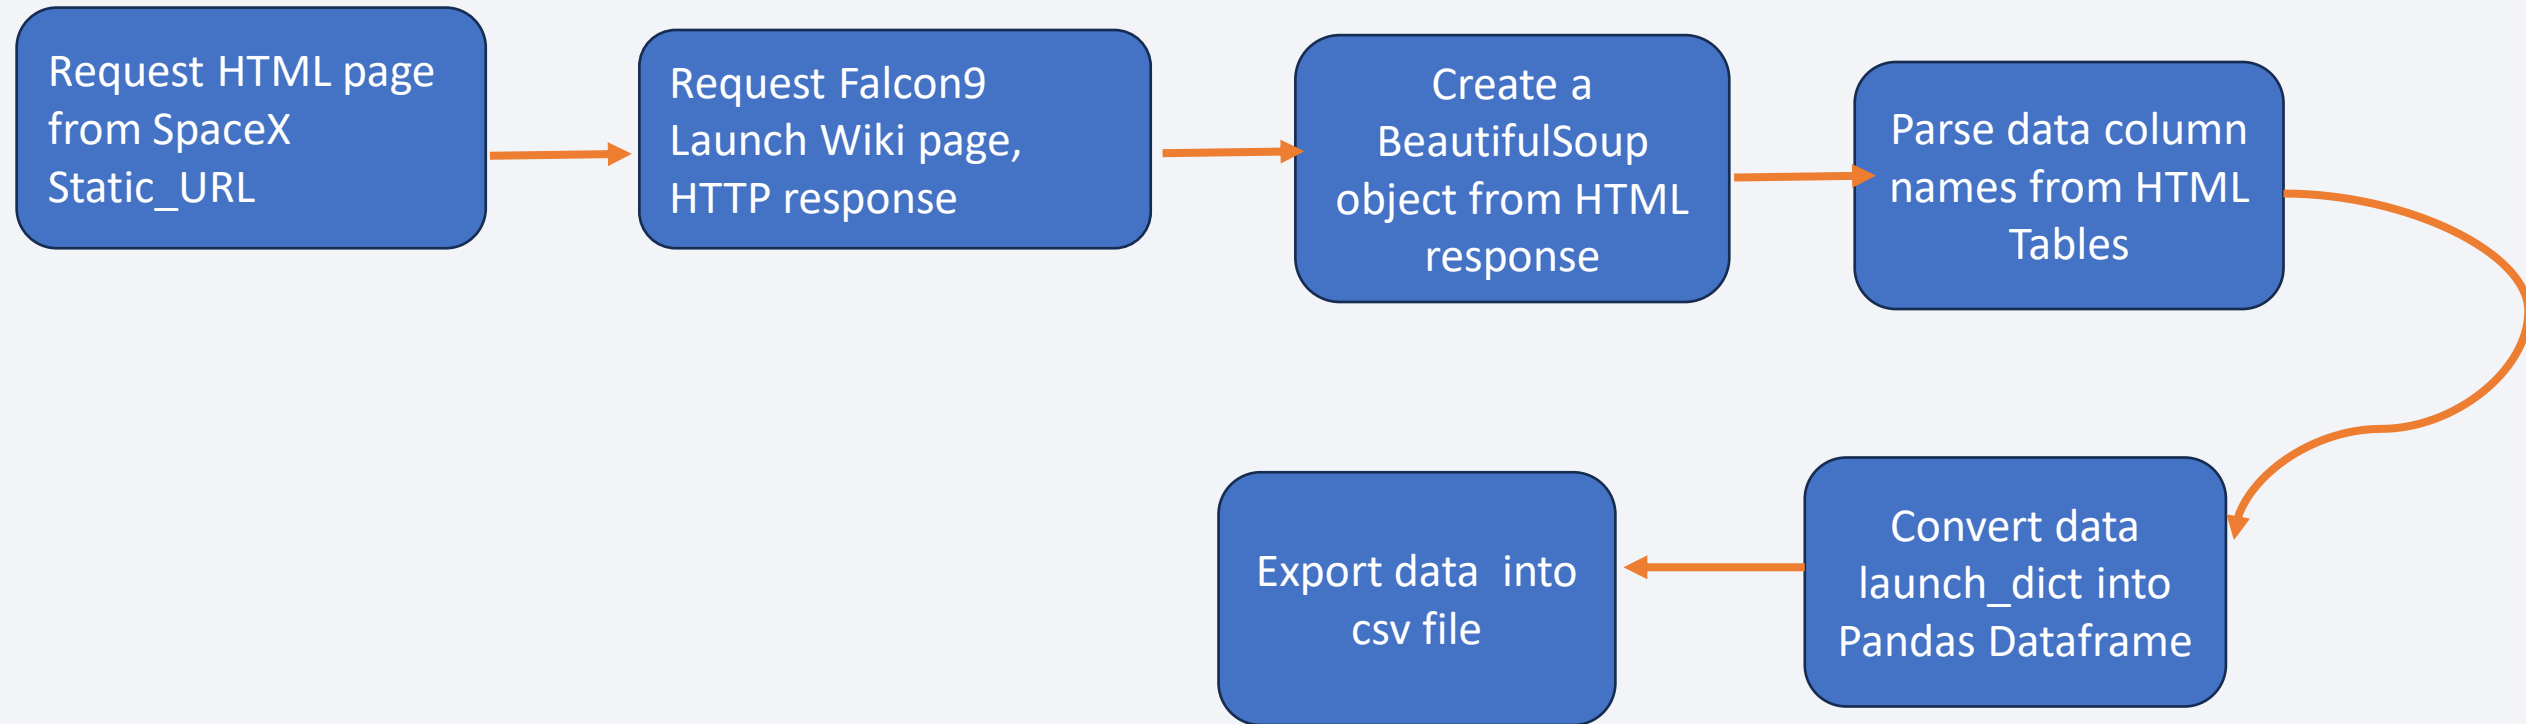 Request HTML page
from SpaceX
Static_URL
Request Falcon9
Launch Wiki page,
HTTP response
Create a
BeautifulSoup
object from HTML
response
Parse data column
names from HTML
Tables
Convert data
launch_dict into
Pandas Dataframe
Export data  into
csv file